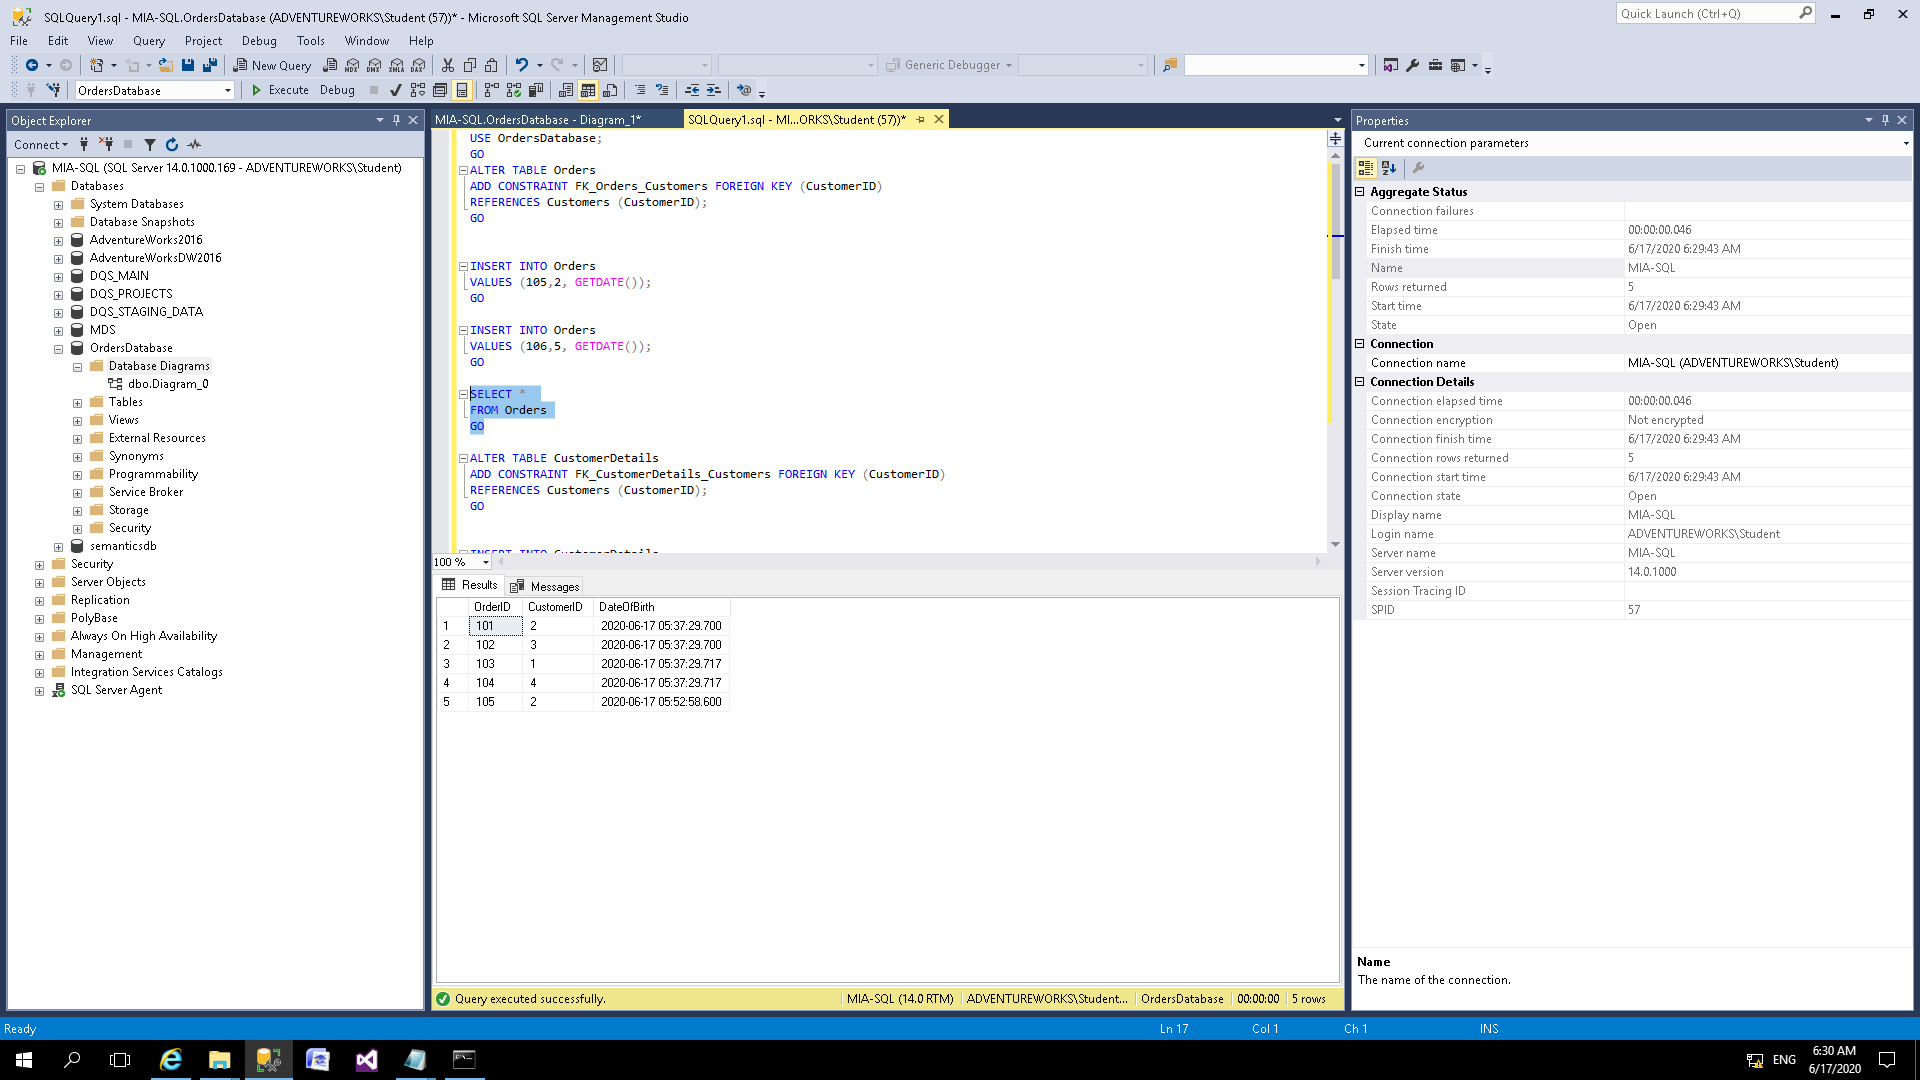 SQLQuery1.sql - MIA-SQL.OrdersDatabase (ADVENTUREWORKS\Student (57))* - Microsoft SQL Server Management Studio
Quick Launch (Ctrl+Q)
File Edit View Query Project Debug Tools Window Help
New Query
Generic Debugger
OrdersDatabase
Execute Debug
Object Explorer
Connect
MIA-SQL (SQL Server 14.0.1000.169 - ADVENTUREWORKS\Student)
Databases
System Databases
Database Snapshots
AdventureWorks2016
AdventureWorksDW2016
DQS_MAIN
DQS_PROJECTS
DQS_STAGING_DATA
MDS
OrdersDatabase
Database Diagrams
dbo.Diagram_0
Tables
Views
External Resources
Synonyms
Programmability
Service Broker
Storage
Security
semanticsdb
Security
Server Objects
Replication
PolyBase
Always On High Availability
Management
Integration Services Catalogs
SQL Server Agent
MIA-SQL.OrdersDatabase - Diagram_1*
SQLQuery1.sql - MI...ORKS\Student (57))*
USE OrdersDatabase;
GO
ALTER TABLE Orders
ADD CONSTRAINT FK_Orders_Customers FOREIGN KEY (CustomerID)
REFERENCES Customers (CustomerID);
GO
INSERT INTO Orders
VALUES (105,2, GETDATE());
GO
INSERT INTO Orders
VALUES (106,5, GETDATE());
GO
SELECT *
FROM Orders
GO
ALTER TABLE CustomerDetails
ADD CONSTRAINT FK_CustomerDetails_Customers FOREIGN KEY (CustomerID)
REFERENCES Customers (CustomerID);
GO
INSERT INTO CustomerDetails
100 %
Results Messages
OrderID CustomerID DateOfBirth
1 101 2 2020-06-17 05:37:29.700
2 102 3 2020-06-17 05:37:29.700
3 103 1 2020-06-17 05:37:29.717
4 104 4 2020-06-17 05:37:29.717
5 105 2 2020-06-17 05:52:58.600
Query executed successfully.
MIA-SQL (14.0 RTM) ADVENTUREWORKS\Student... OrdersDatabase 00:00:00 5 rows
Properties
Current connection parameters
Aggregate Status
Connection failures
Elapsed time 00:00:00.046
Finish time 6/17/2020 6:29:43 AM
Name MIA-SQL
Rows returned 5
Start time 6/17/2020 6:29:43 AM
State Open
Connection
Connection name MIA-SQL (ADVENTUREWORKS\Student)
Connection Details
Connection elapsed time 00:00:00.046
Connection encryption Not encrypted
Connection finish time 6/17/2020 6:29:43 AM
Connection rows returned 5
Connection start time 6/17/2020 6:29:43 AM
Connection state Open
Display name MIA-SQL
Login name ADVENTUREWORKS\Student
Server name MIA-SQL
Server version 14.0.1000
Session Tracing ID
SPID 57
Name
The name of the connection.
Ready Ln 17 Col 1 Ch 1 INS
ENG
6:30 AM
6/17/2020